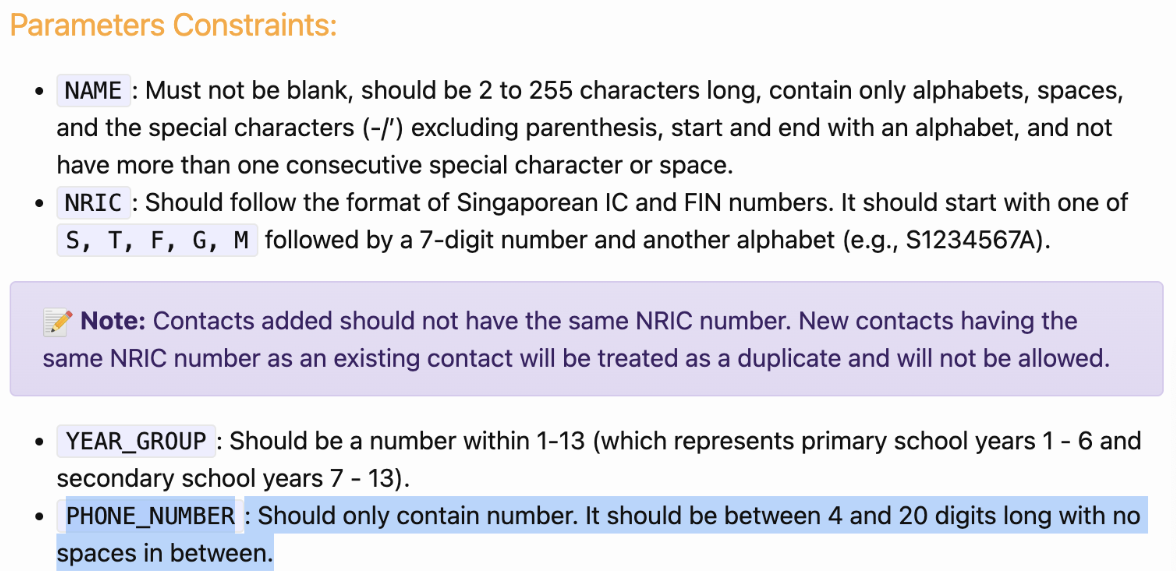 Parameters Constraints:
• NAME : Must not be blank, should be 2 to 255 characters long, contain only alphabets, spaces,
and the special characters (-/') excluding parenthesis, start and end with an alphabet, and not
have more than one consecutive special character or space.
• NRIC : Should follow the format of Singaporean IC and FIN numbers. It should start with one of
S, T, F, G, M followed by a 7-digit number and another alphabet (e.g., S1234567A).
📝 Note: Contacts added should not have the same NRIC number. New contacts having the
same NRIC number as an existing contact will be treated as a duplicate and will not be allowed.
• YEAR_GROUP : Should be a number within 1-13 (which represents primary school years 1 - 6 and
secondary school years 7 - 13).
• PHONE_NUMBER : Should only contain number. It should be between 4 and 20 digits long with no
spaces in between.